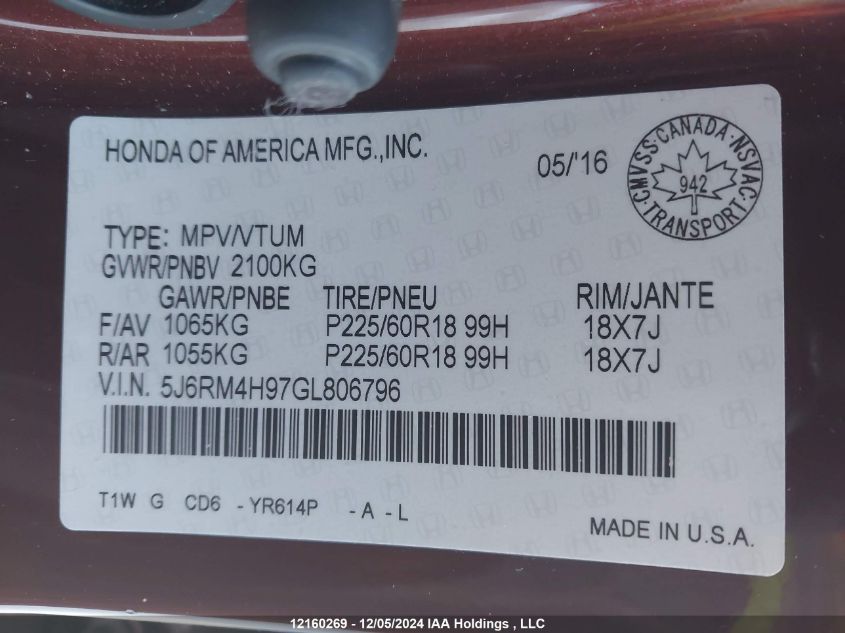 HONDA OF AMERICA MFG.,INC.
05/'16
CMVSS·CANADA·NSVAC·TRANSPORT
942
TYPE: MPV/VTUM
GVWR/PNBV 2100KG
GAWR/PNBE TIRE/PNEU RIM/JANTE
F/AV 1065KG P225/60R18 99H 18X7J
R/AR 1055KG P225/60R18 99H 18X7J
V.I.N. 5J6RM4H97GL806796
T1W G CD6 -YR614P -A -L
MADE IN U.S.A.
12160269 - 12/05/2024 IAA Holdings , LLC